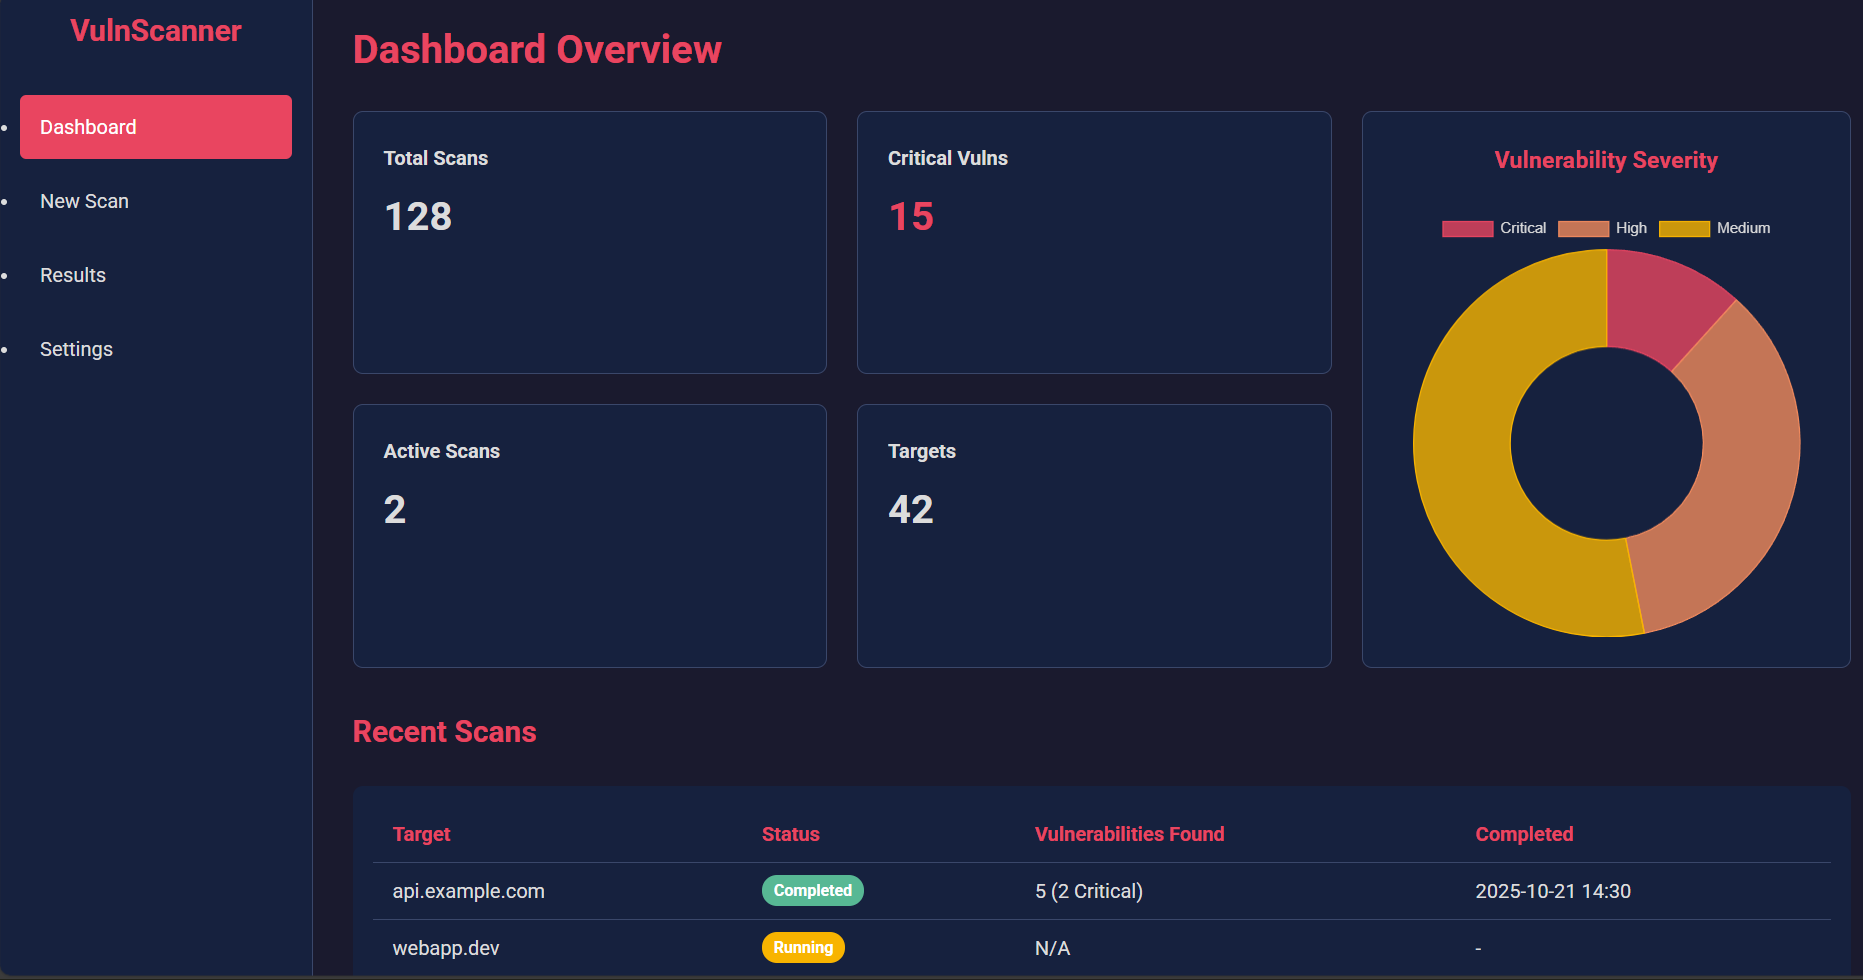 VulnScanner
Dashboard
New Scan
Results
Settings
Dashboard Overview
Total Scans
128
Critical Vulns
15
Active Scans
2
Targets
42
Vulnerability Severity
Critical High Medium
Recent Scans
Target Status Vulnerabilities Found Completed
api.example.com Completed 5 (2 Critical) 2025-10-21 14:30
webapp.dev Running N/A -